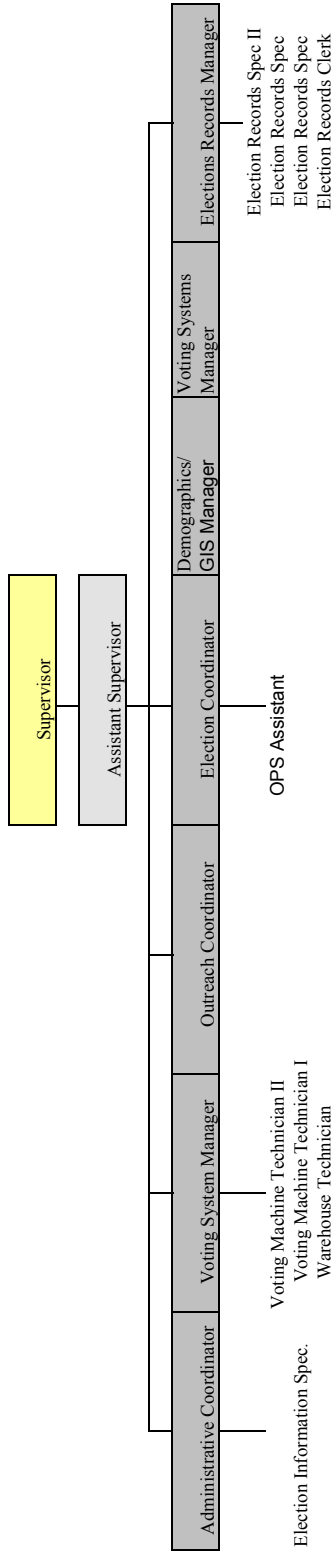 Supervisor
Assistant Supervisor
Administrative Coordinator
Voting System Manager
Outreach Coordinator
Election Coordinator
Demographics/
GIS Manager
Voting Systems
Manager
Elections Records Manager
Election Information Spec.
Voting Machine Technician II
Voting Machine Technician I
Warehouse Technician
OPS Assistant
Election Records Spec II
Election Records Spec
Election Records Spec
Election Records Clerk